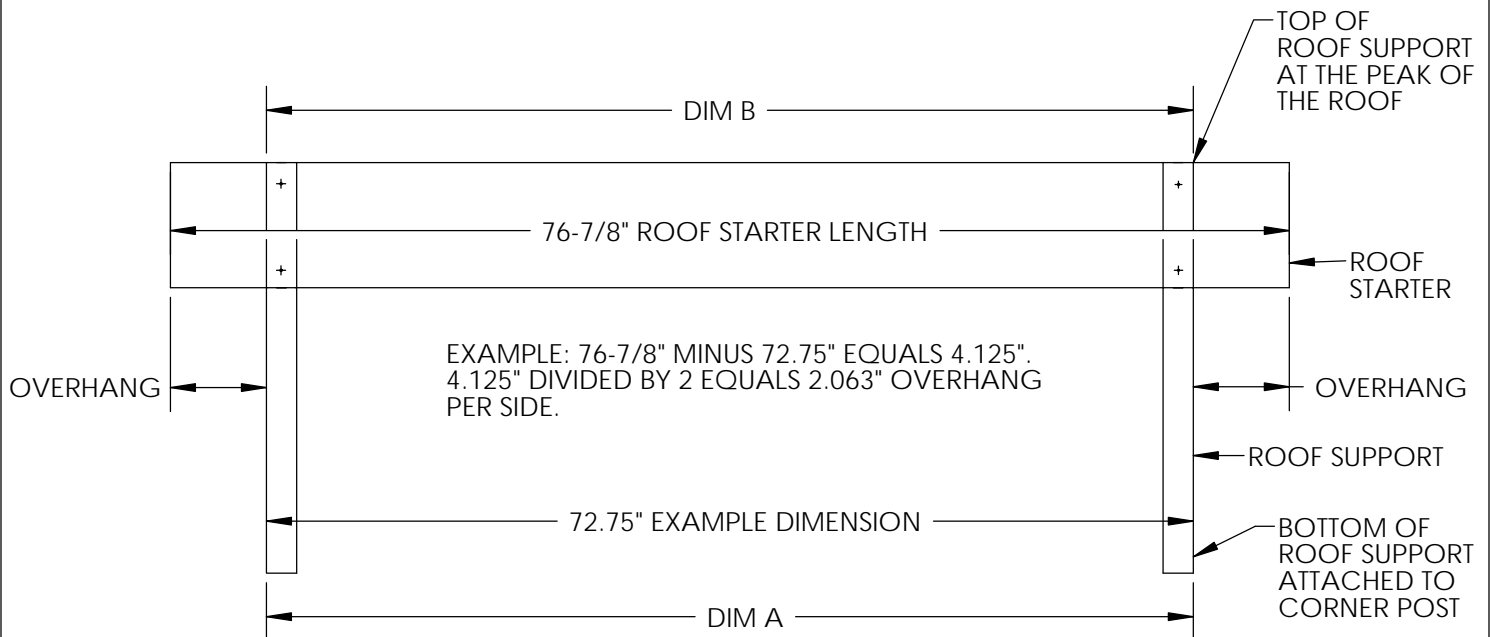 TOP OF
ROOF SUPPORT
AT THE PEAK OF
THE ROOF
DIM B
76-7/8" ROOF STARTER LENGTH
ROOF
STARTER
EXAMPLE: 76-7/8" MINUS 72.75" EQUALS 4.125".
4.125" DIVIDED BY 2 EQUALS 2.063" OVERHANG
PER SIDE.
OVERHANG
OVERHANG
ROOF SUPPORT
72.75" EXAMPLE DIMENSION
BOTTOM OF
ROOF SUPPORT
ATTACHED TO
CORNER POST
DIM A